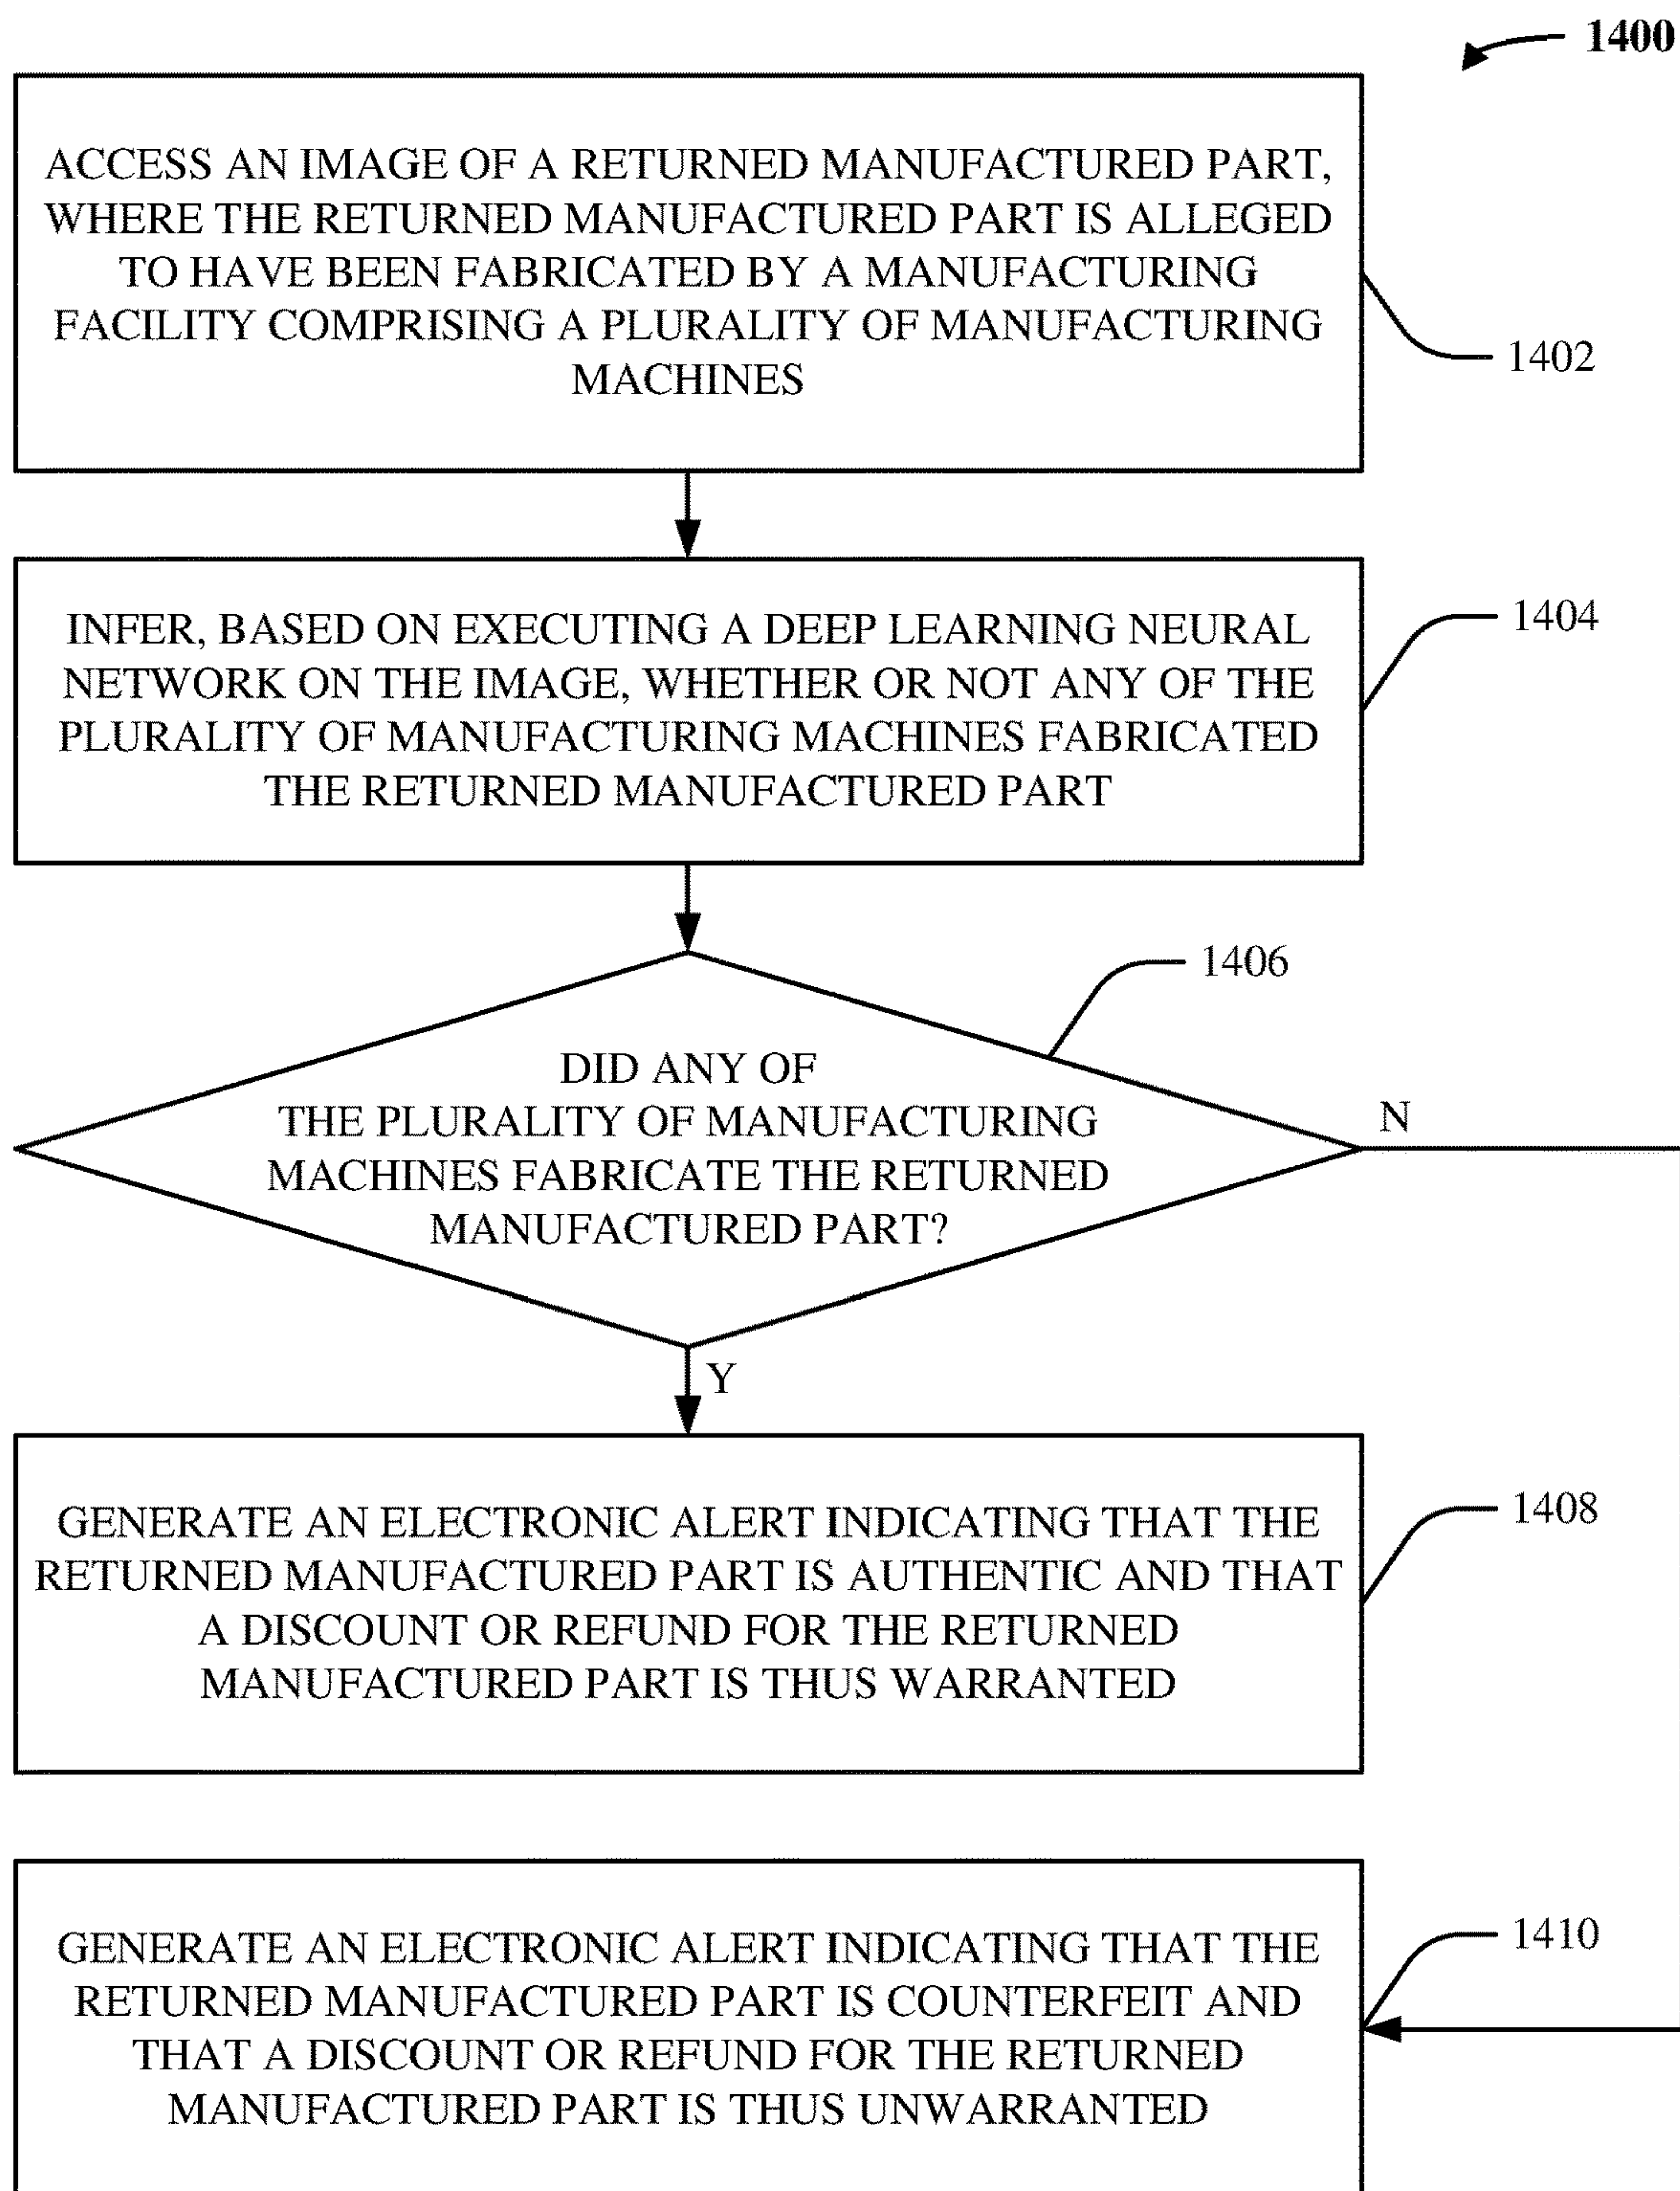 1400
ACCESS AN IMAGE OF A RETURNED MANUFACTURED PART,
WHERE THE RETURNED MANUFACTURED PART IS ALLEGED
TO HAVE BEEN FABRICATED BY A MANUFACTURING
FACILITY COMPRISING A PLURALITY OF MANUFACTURING
MACHINES
1402
INFER, BASED ON EXECUTING A DEEP LEARNING NEURAL
NETWORK ON THE IMAGE, WHETHER OR NOT ANY OF THE
PLURALITY OF MANUFACTURING MACHINES FABRICATED
THE RETURNED MANUFACTURED PART
1404
1406
DID ANY OF
THE PLURALITY OF MANUFACTURING
MACHINES FABRICATE THE RETURNED
MANUFACTURED PART?
N
Y
GENERATE AN ELECTRONIC ALERT INDICATING THAT THE
RETURNED MANUFACTURED PART IS AUTHENTIC AND THAT
A DISCOUNT OR REFUND FOR THE RETURNED
MANUFACTURED PART IS THUS WARRANTED
1408
GENERATE AN ELECTRONIC ALERT INDICATING THAT THE
RETURNED MANUFACTURED PART IS COUNTERFEIT AND
THAT A DISCOUNT OR REFUND FOR THE RETURNED
MANUFACTURED PART IS THUS UNWARRANTED
1410